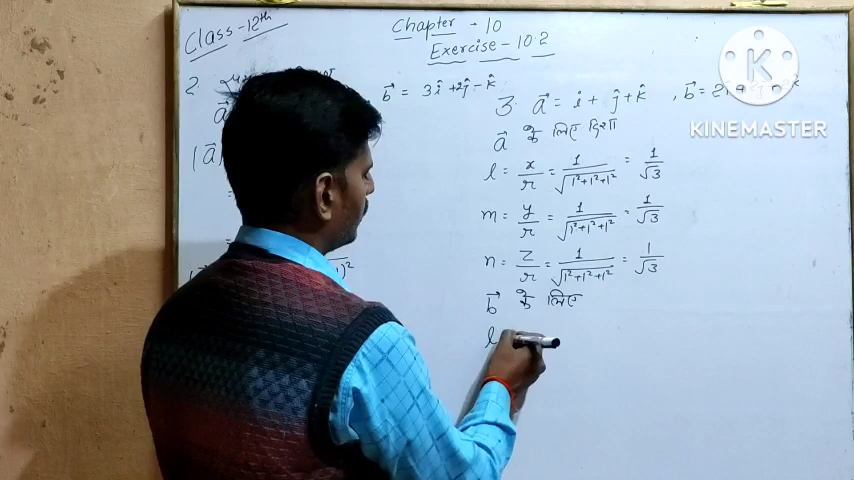 Class-12th
Chapter - 10
Exercise - 10.2
2.
b⃗ = 3î+2ĵ-k̂
3. a⃗ = i + ĵ + k̂ , b⃗ = 2i
KINEMASTER
a⃗ के लिए दिशा
|a⃗|
l = x/r = 1/√1²+1²+1² = 1/√3
m = y/r = 1/√1²+1²+1² = 1/√3
n = z/r = 1/√1²+1²+1² = 1/√3
)²
b⃗ के लिए
l